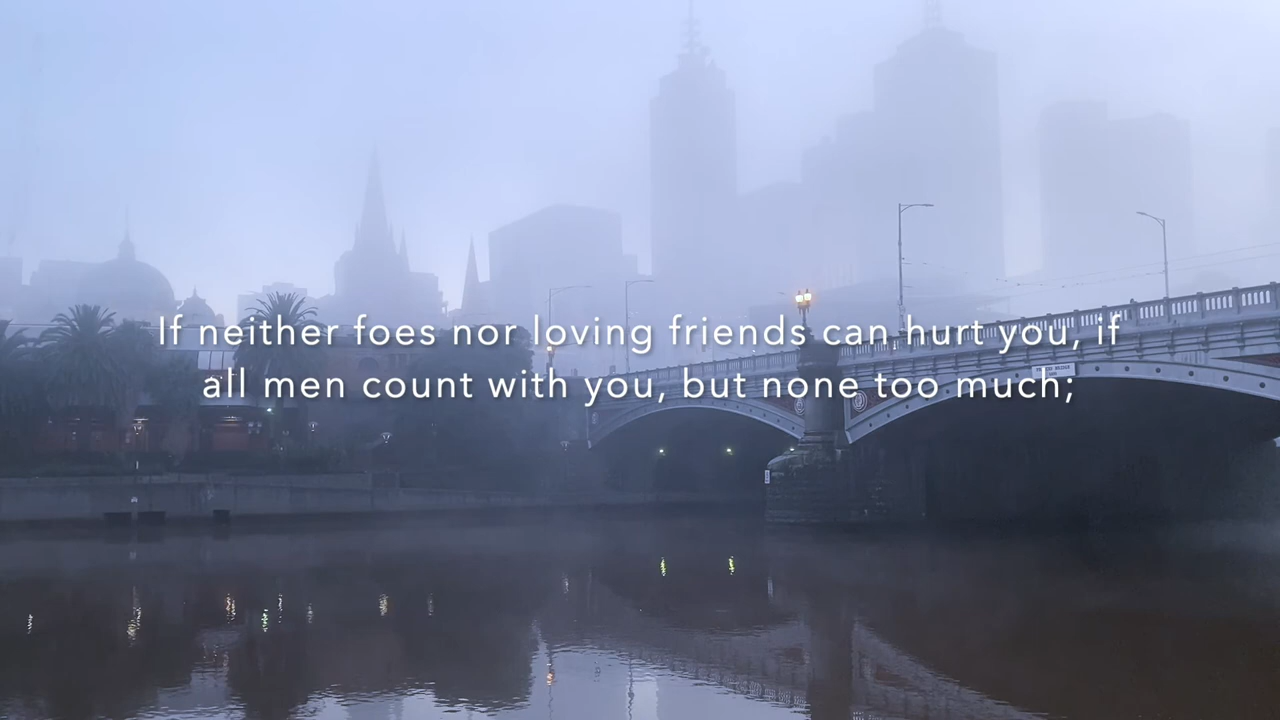 If neither foes nor loving friends can hurt you, if
all men count with you, but none too much;